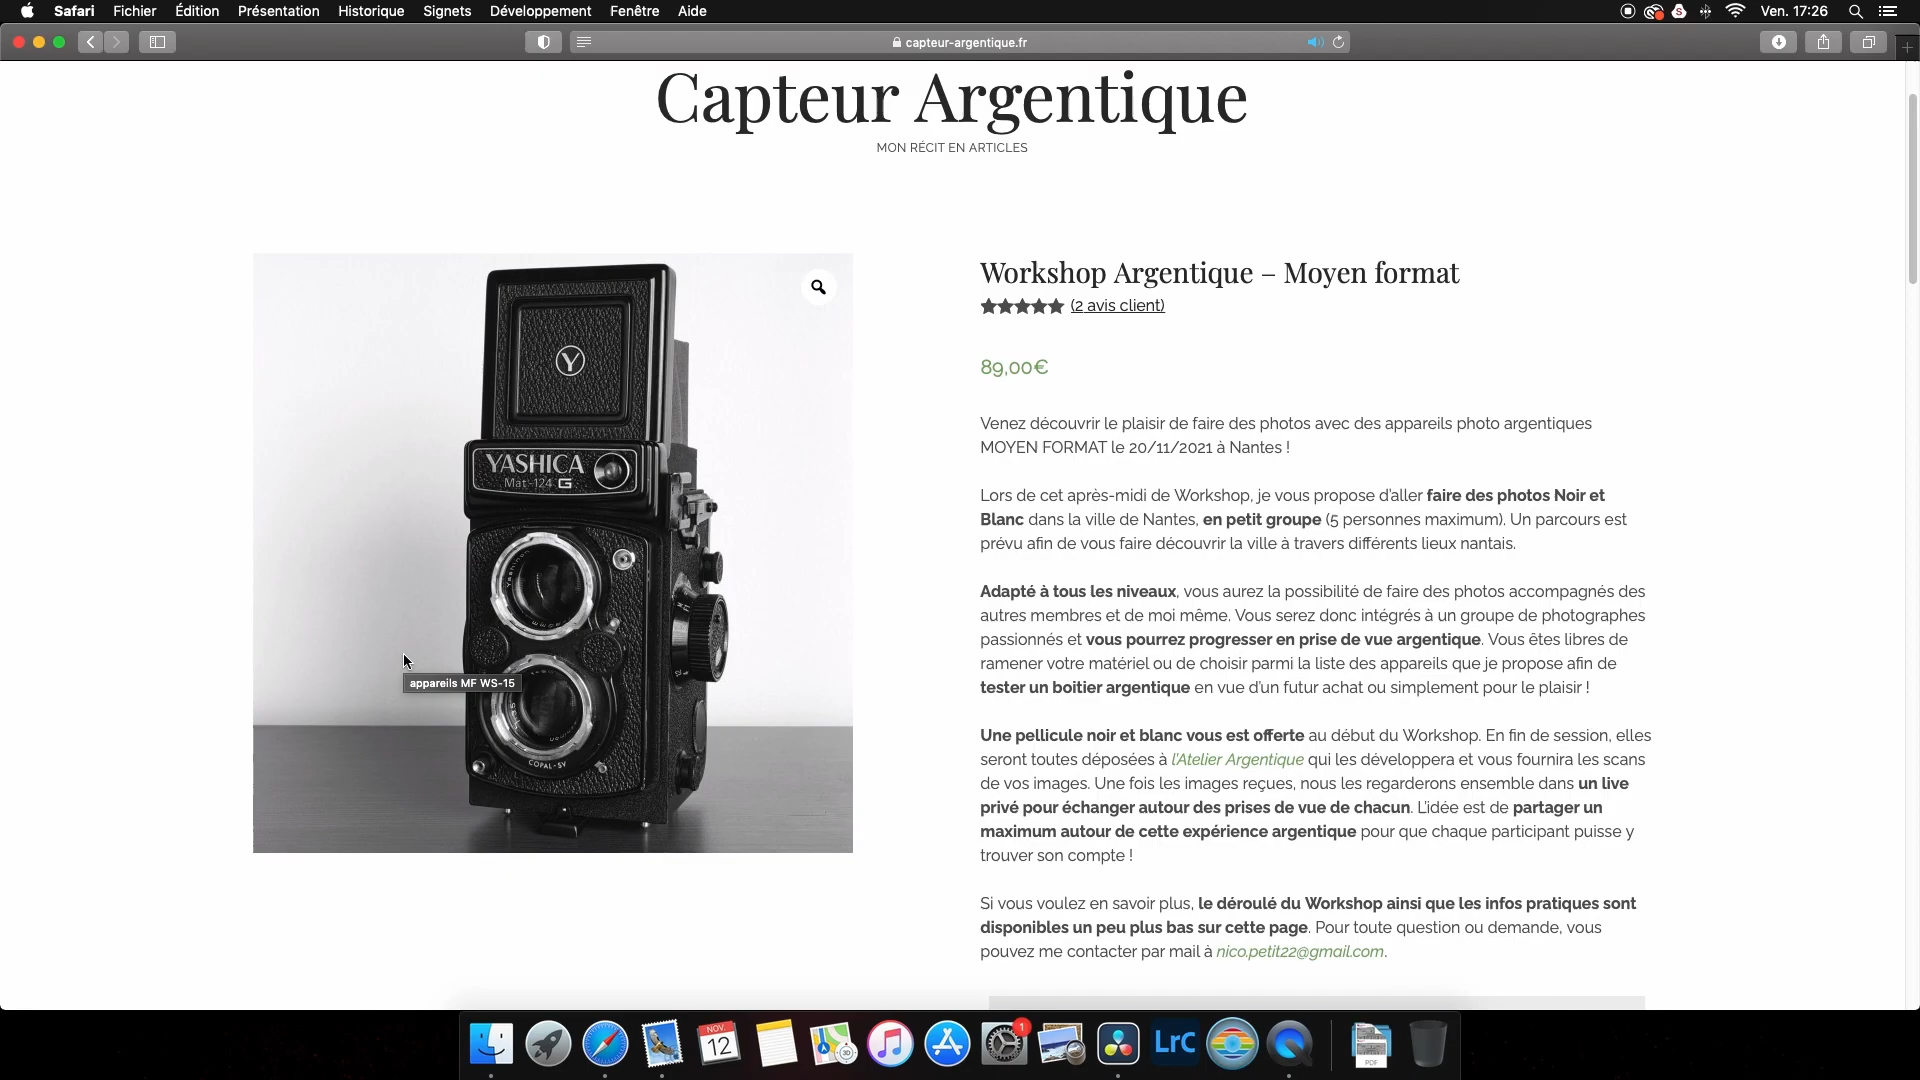 Safari Fichier Édition Présentation Historique Signets Développement Fenêtre Aide Ven. 17:26
capteur-argentique.fr
Capteur Argentique
MON RÉCIT EN ARTICLES
Y
YASHICA
Mat-124 G
COPAL-SV
appareils MF WS-15
Workshop Argentique – Moyen format
(2 avis client)
89,00€
Venez découvrir le plaisir de faire des photos avec des appareils photo argentiques
MOYEN FORMAT le 20/11/2021 à Nantes !
Lors de cet après-midi de Workshop, je vous propose d'aller faire des photos Noir et
Blanc dans la ville de Nantes, en petit groupe (5 personnes maximum). Un parcours est
prévu afin de vous faire découvrir la ville à travers différents lieux nantais.
Adapté à tous les niveaux, vous aurez la possibilité de faire des photos accompagnés des
autres membres et de moi même. Vous serez donc intégrés à un groupe de photographes
passionnés et vous pourrez progresser en prise de vue argentique. Vous êtes libres de
ramener votre matériel ou de choisir parmi la liste des appareils que je propose afin de
tester un boitier argentique en vue d'un futur achat ou simplement pour le plaisir !
Une pellicule noir et blanc vous est offerte au début du Workshop. En fin de session, elles
seront toutes déposées à l'Atelier Argentique qui les développera et vous fournira les scans
de vos images. Une fois les images reçues, nous les regarderons ensemble dans un live
privé pour échanger autour des prises de vue de chacun. L'idée est de partager un
maximum autour de cette expérience argentique pour que chaque participant puisse y
trouver son compte !
Si vous voulez en savoir plus, le déroulé du Workshop ainsi que les infos pratiques sont
disponibles un peu plus bas sur cette page. Pour toute question ou demande, vous
pouvez me contacter par mail à nico.petit22@gmail.com.
NOV.
12
3D
1
LrC
PDF